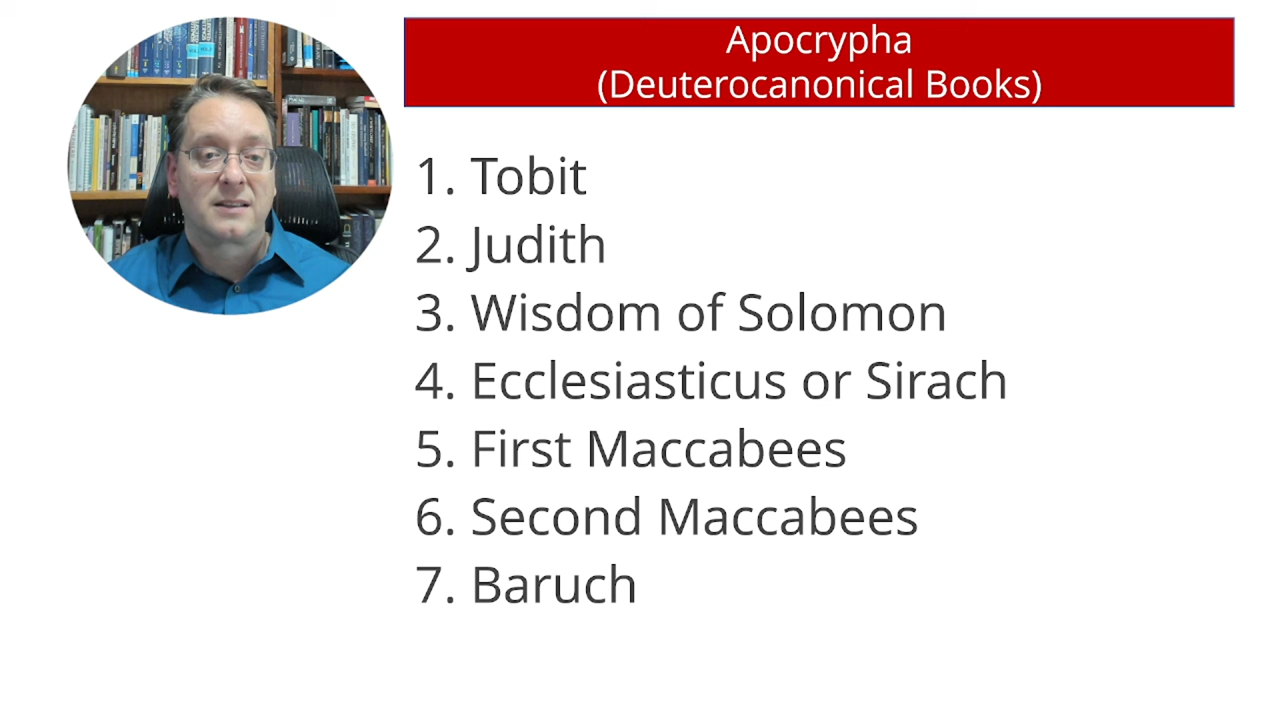 Apocrypha
(Deuterocanonical Books)
1. Tobit
2. Judith
3. Wisdom of Solomon
4. Ecclesiasticus or Sirach
5. First Maccabees
6. Second Maccabees
7. Baruch